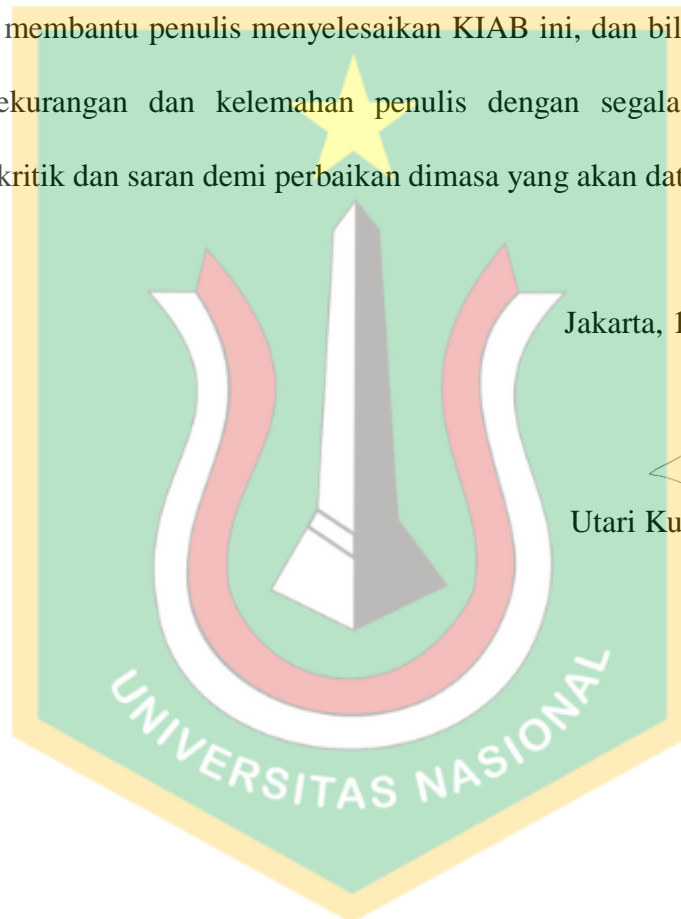 membantu penulis menyelesaikan KIAB ini, dan bil
ekurangan dan kelemahan penulis dengan segala
kritik dan saran demi perbaikan dimasa yang akan dat
Jakarta, 1
Utari Ku
UNIVERSITAS NASIONAL